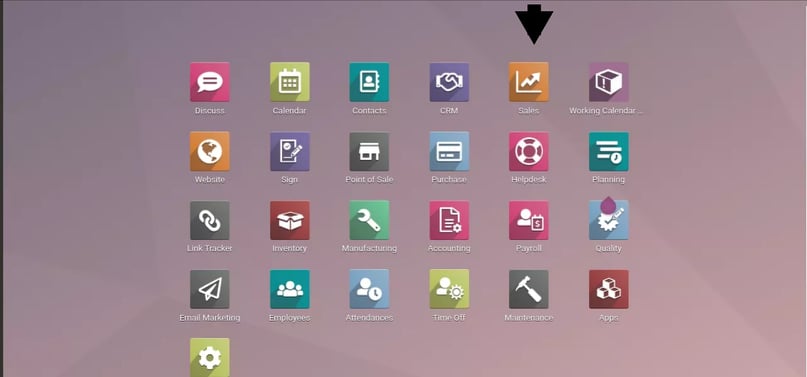 Discuss
Calendar
Contacts
CRM
Sales
Working Calendar ...
Website
Sign
Point of Sale
Purchase
Helpdesk
Planning
Link Tracker
Inventory
Manufacturing
Accounting
Payroll
Quality
Email Marketing
Employees
Attendances
Time Off
Maintenance
Apps